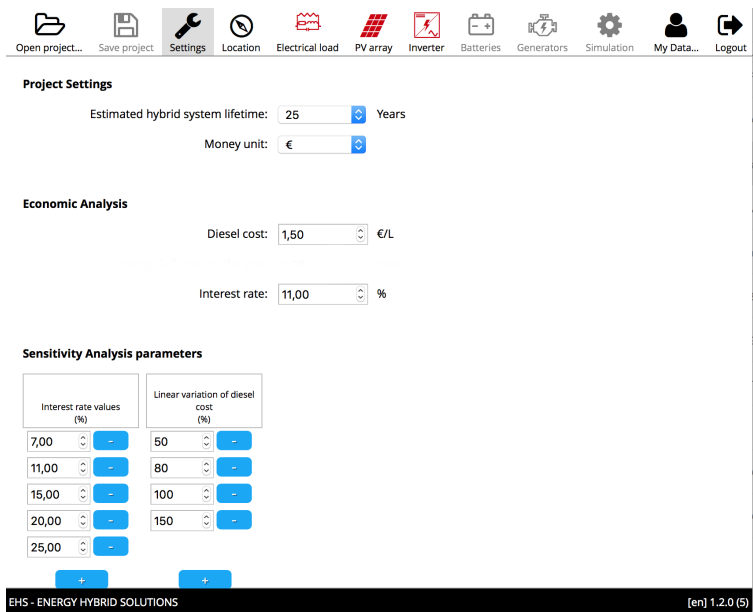 Open project... Save project Settings Location Electrical load PV array Inverter Batteries Generators Simulation My Data... Logout
Project Settings
Estimated hybrid system lifetime: 25 Years
Money unit: €
Economic Analysis
Diesel cost: 1,50 €/L
Interest rate: 11,00 %
Sensitivity Analysis parameters
Interest rate values
(%)
Linear variation of diesel
cost
(%)
7,00 - 50 -
11,00 - 80 -
15,00 - 100 -
20,00 - 150 -
25,00 -
+ +
EHS - ENERGY HYBRID SOLUTIONS [en] 1.2.0 (5)